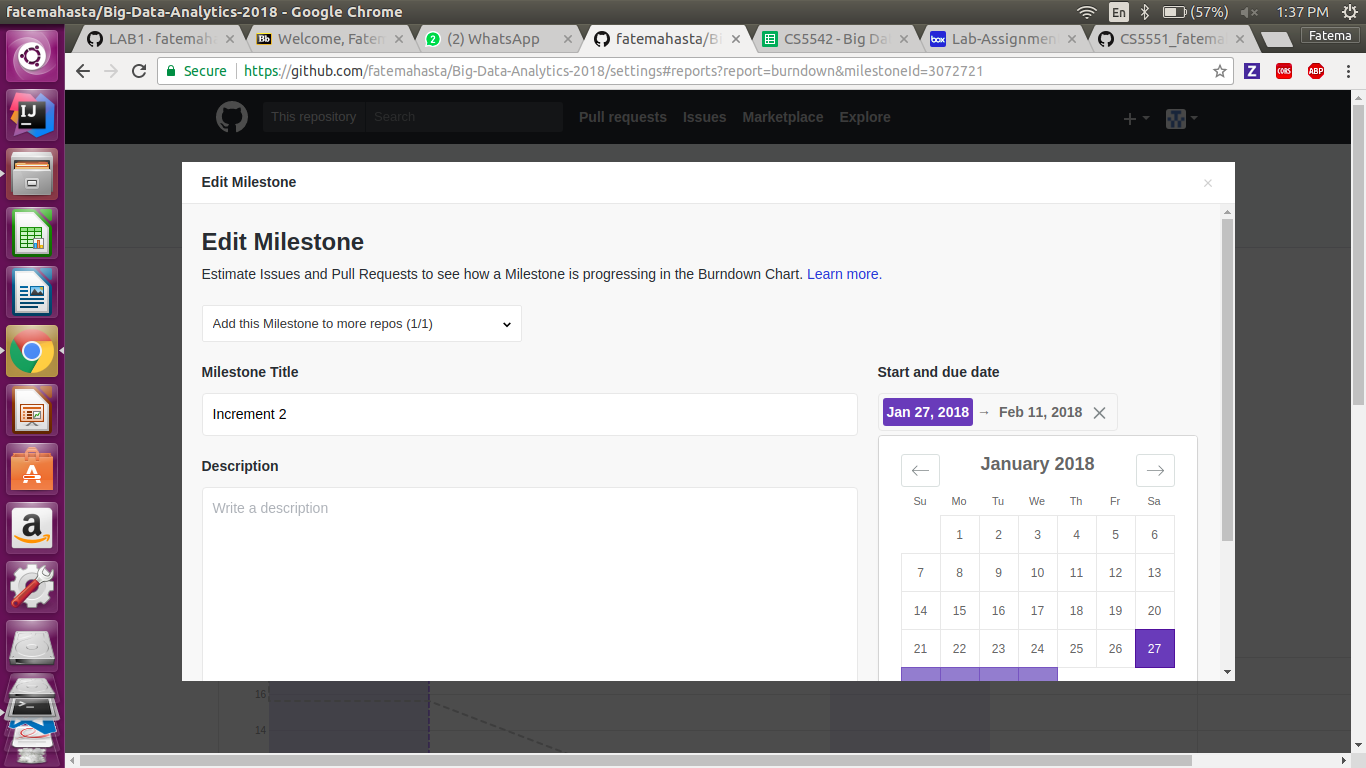 fatemahasta/Big-Data-Analytics-2018 - Google Chrome
En (57%) 1:37 PM Fatema
LAB1 · fatemah
Welcome, Fatem
(2) WhatsApp
fatemahasta/Bi
CS5542 - Big Da
Lab-Assignment
CS5551_fatema
Secure https://github.com/fatemahasta/Big-Data-Analytics-2018/settings#reports?report=burndown&milestoneId=3072721
Z CORS ABP
This repository Search Pull requests Issues Marketplace Explore
Edit Milestone ×
Edit Milestone
Estimate Issues and Pull Requests to see how a Milestone is progressing in the Burndown Chart. Learn more.
Add this Milestone to more repos (1/1)
Milestone Title
Start and due date
Increment 2
Jan 27, 2018 → Feb 11, 2018
Description
Write a description
← January 2018 →
Su Mo Tu We Th Fr Sa
1 2 3 4 5 6
7 8 9 10 11 12 13
14 15 16 17 18 19 20
21 22 23 24 25 26 27
16
14